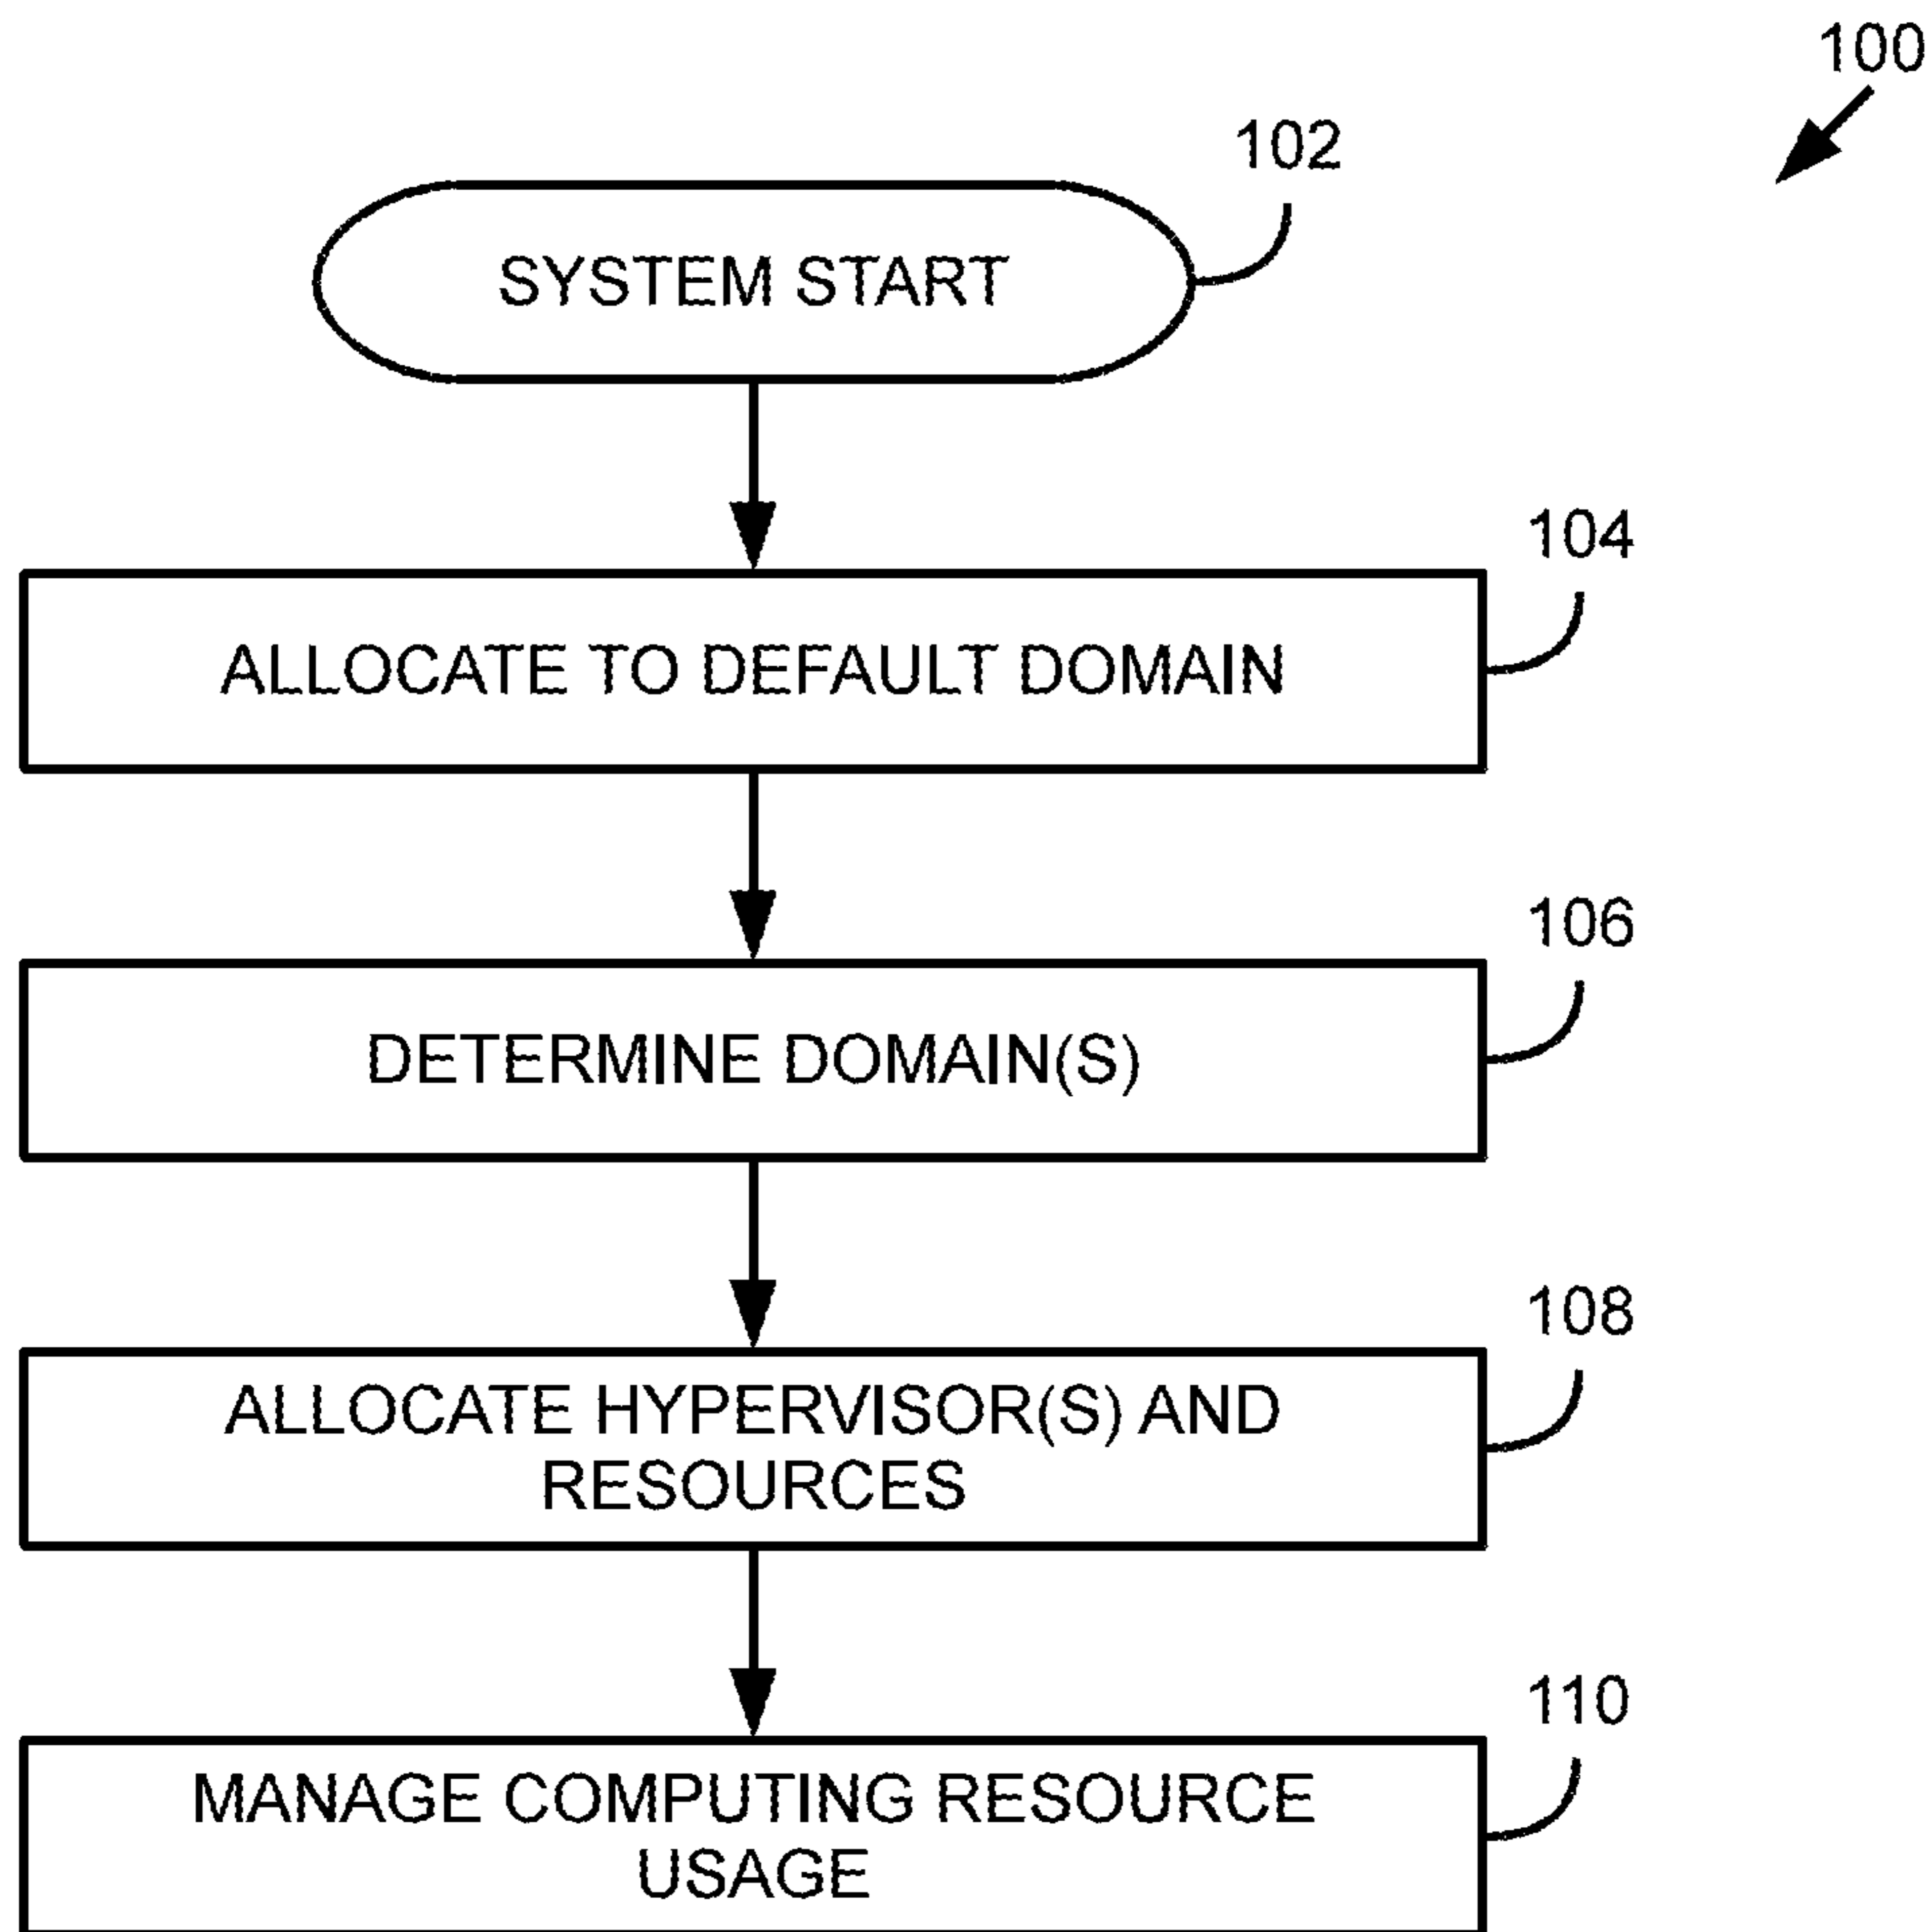 100
102
SYSTEM START
104
ALLOCATE TO DEFAULT DOMAIN
106
DETERMINE DOMAIN(S)
108
ALLOCATE HYPERVISOR(S) AND
RESOURCES
110
MANAGE COMPUTING RESOURCE
USAGE